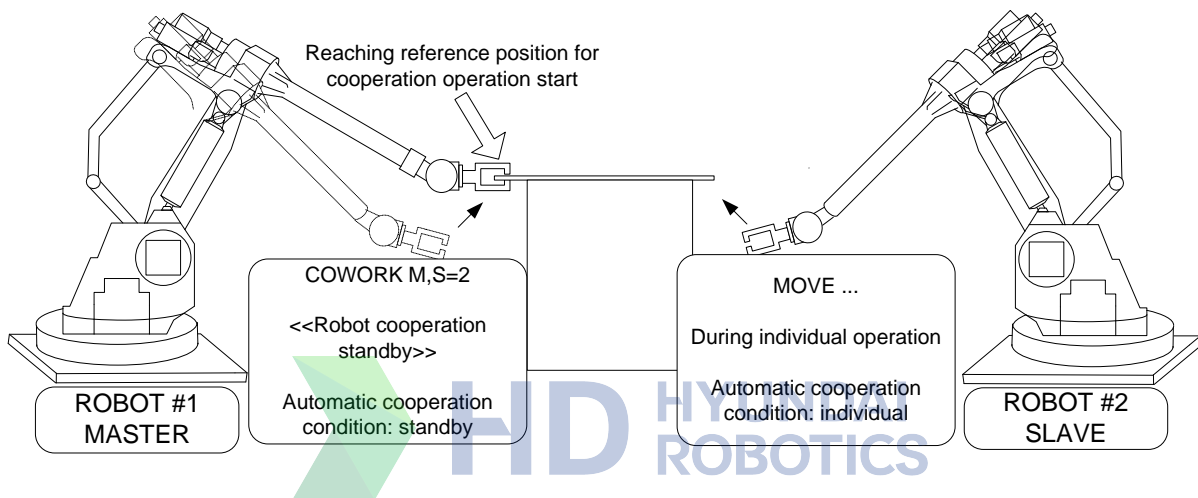 Reaching reference position for
cooperation operation start
COWORK M,S=2
<<Robot cooperation
standby>>
Automatic cooperation
condition: standby
MOVE ...
During individual operation
Automatic cooperation
condition: individual
ROBOT #1
MASTER
ROBOT #2
SLAVE
HD HYUNDAI
ROBOTICS